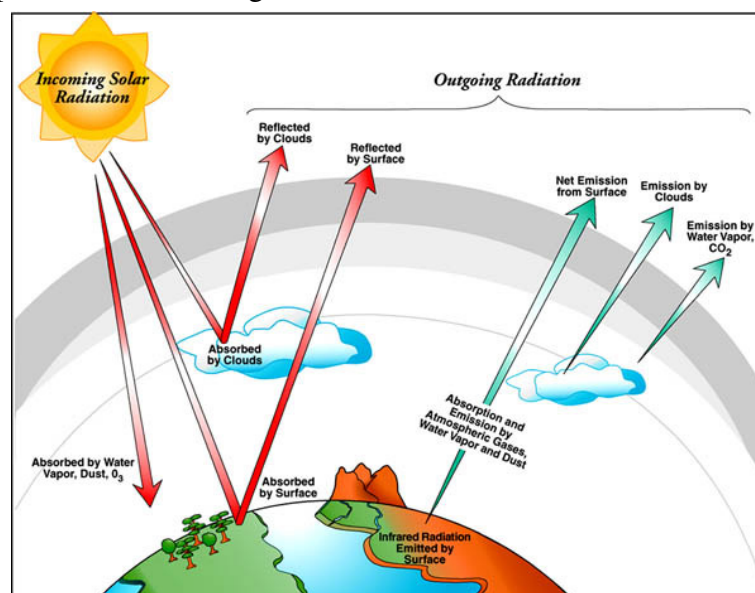 Incoming Solar
Radiation
Outgoing Radiation
Reflected
by Clouds
Reflected
by Surface
Net Emission
from Surface
Emission by
Clouds
Emission by
Water Vapor,
CO2
Absorbed
by Clouds
Absorption and
Emission by
Atmospheric Gases,
Water Vapor and Dust
Absorbed by Water
Vapor, Dust, 03
Absorbed
by Surface
Infrared Radiation
Emitted by
Surface